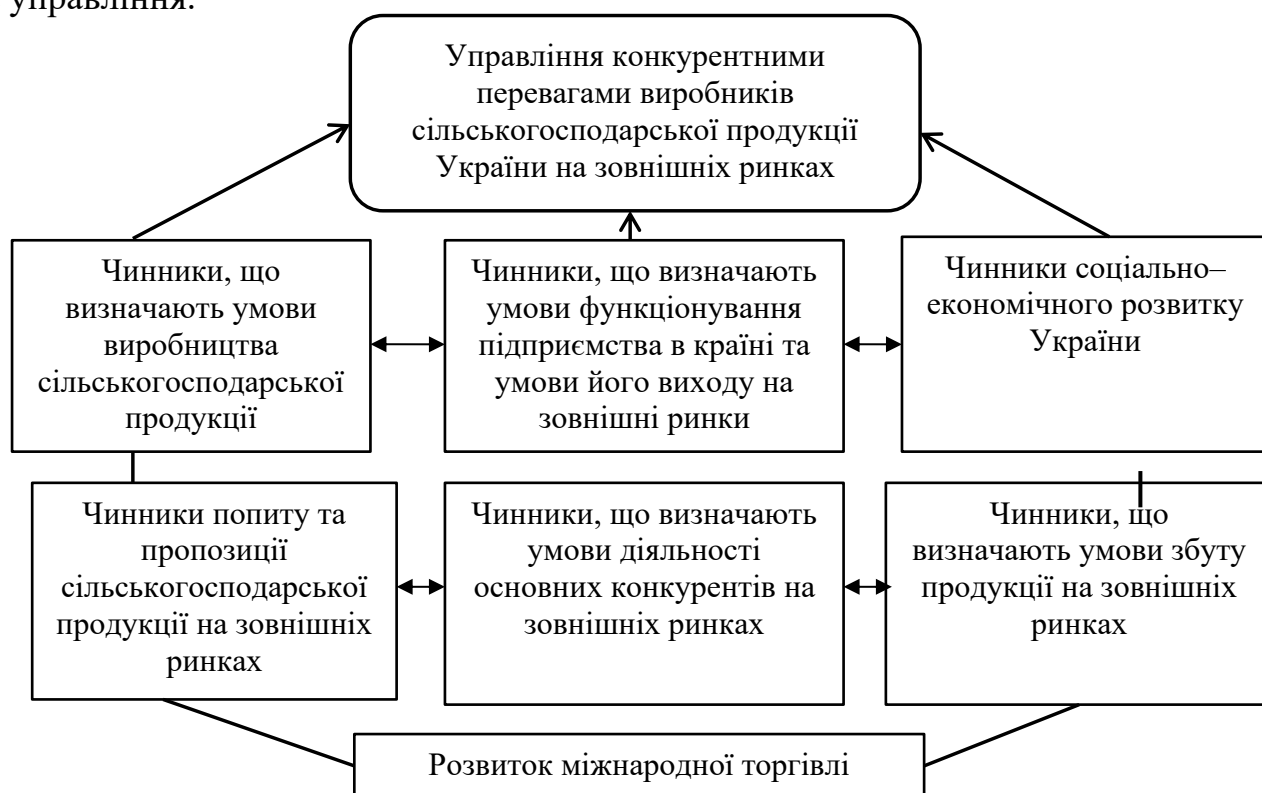 управління.
Управління конкурентними
перевагами виробників
сільськогосподарської продукції
України на зовнішніх ринках
Чинники, що
визначають умови
виробництва
сільськогосподарської
продукції
Чинники, що визначають
умови функціонування
підприємства в країні та
умови його виходу на
зовнішні ринки
Чинники соціально–
економічного розвитку
України
Чинники попиту та
пропозиції
сільськогосподарської
продукції на зовнішніх
ринках
Чинники, що визначають
умови діяльності
основних конкурентів на
зовнішніх ринках
Чинники, що
визначають умови збуту
продукції на зовнішніх
ринках
Розвиток міжнародної торгівлі